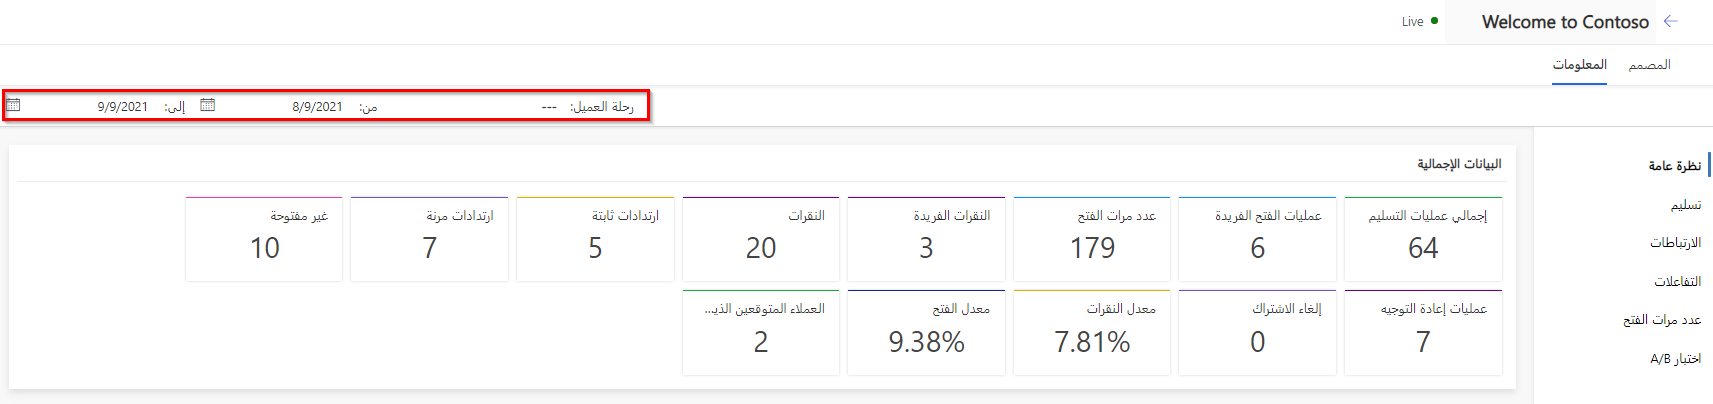 Welcome to Contoso
Live
المصمم
المعلومات
رحلة العميل: ---
من: 8/9/2021
إلى: 9/9/2021
نظرة عامة
تسليم
الارتباطات
التفاعلات
عدد مرات الفتح
اختبار A/B
البيانات الإجمالية
إجمالي عمليات التسليم
64
عمليات الفتح الفريدة
6
عدد مرات الفتح
179
النقرات الفريدة
3
النقرات
20
ارتدادات ثابتة
5
ارتدادات مرنة
7
غير مفتوحة
10
عمليات إعادة التوجيه
7
إلغاء الاشتراك
0
معدل النقرات
7.81%
معدل الفتح
9.38%
العملاء المتوقعين الذيـ...
2